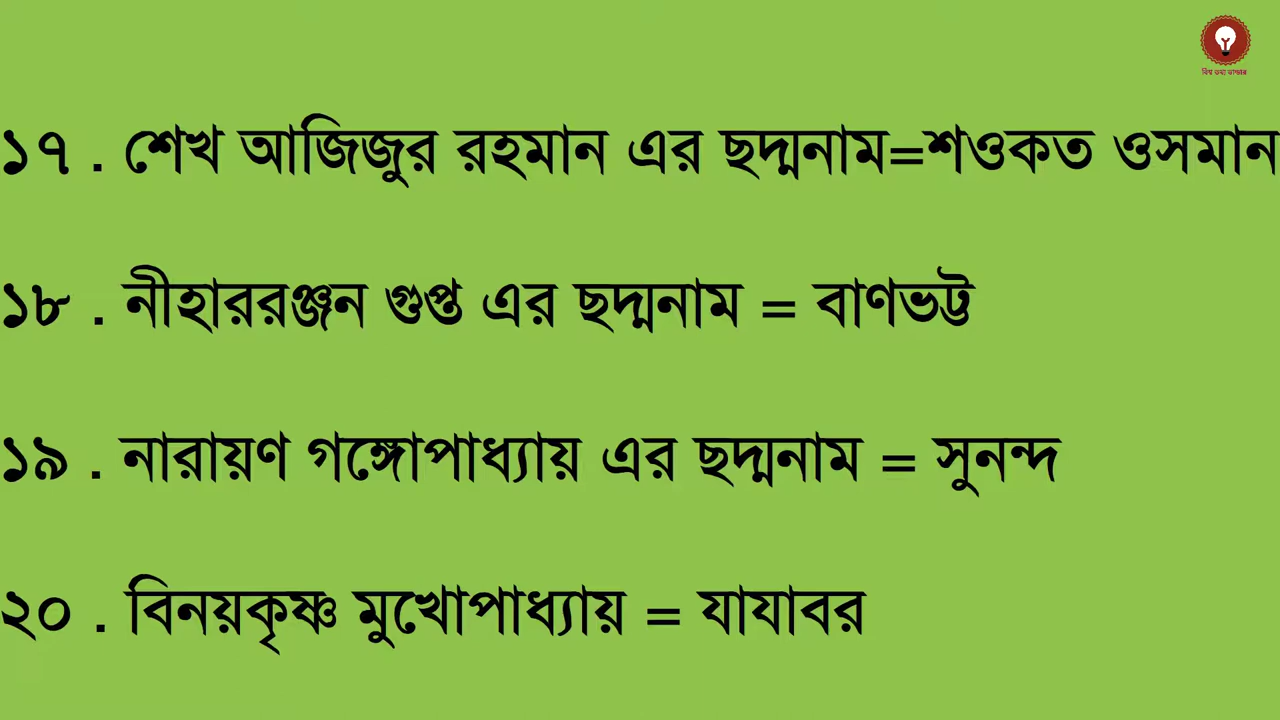 বিশ্ব তথ্য ভান্ডার
১৭ . শেখ আজিজুর রহমান এর ছদ্মনাম=শওকত ওসমান
১৮ . নীহাররঞ্জন গুপ্ত এর ছদ্মনাম = বাণভট্ট
১৯ . নারায়ণ গঙ্গোপাধ্যায় এর ছদ্মনাম = সুনন্দ
২০ . বিনয়কৃষ্ণ মুখোপাধ্যায় = যাযাবর